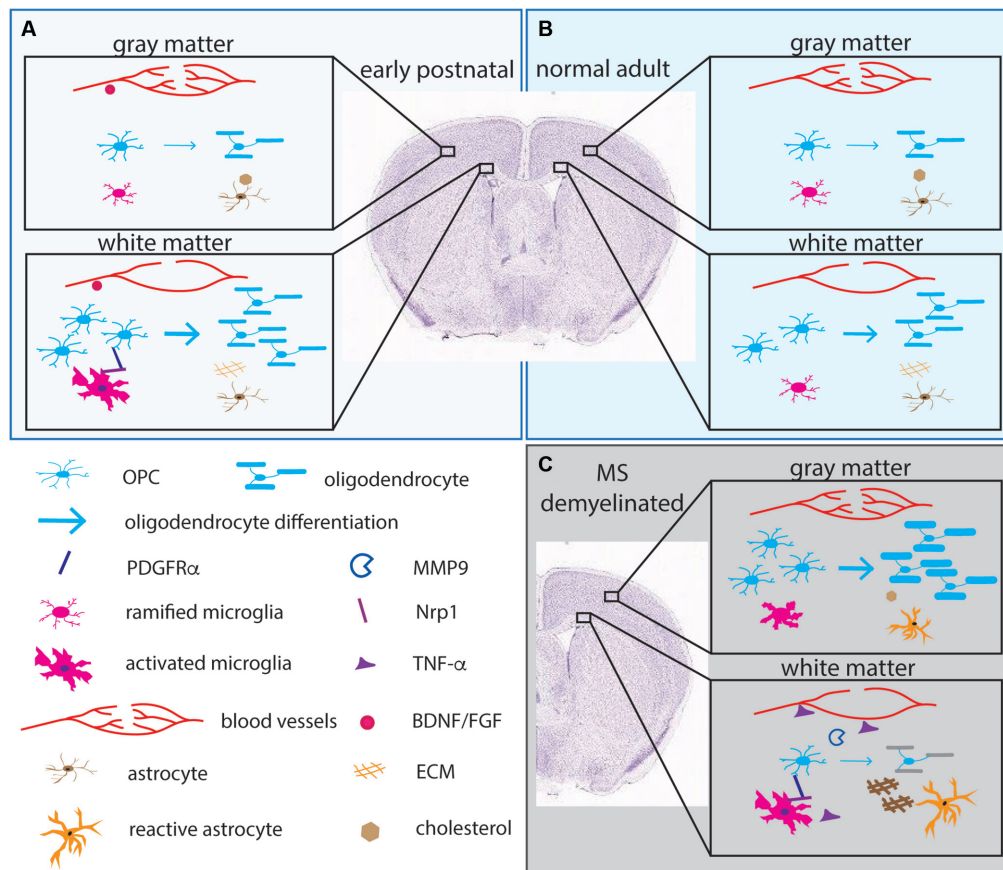 A
gray matter
early postnatal
white matter
B
gray matter
normal adult
white matter
OPC
oligodendrocyte
oligodendrocyte differentiation
PDGFRα
MMP9
ramified microglia
Nrp1
activated microglia
TNF-α
blood vessels
BDNF/FGF
astrocyte
ECM
reactive astrocyte
cholesterol
C
MS
demyelinated
gray matter
white matter